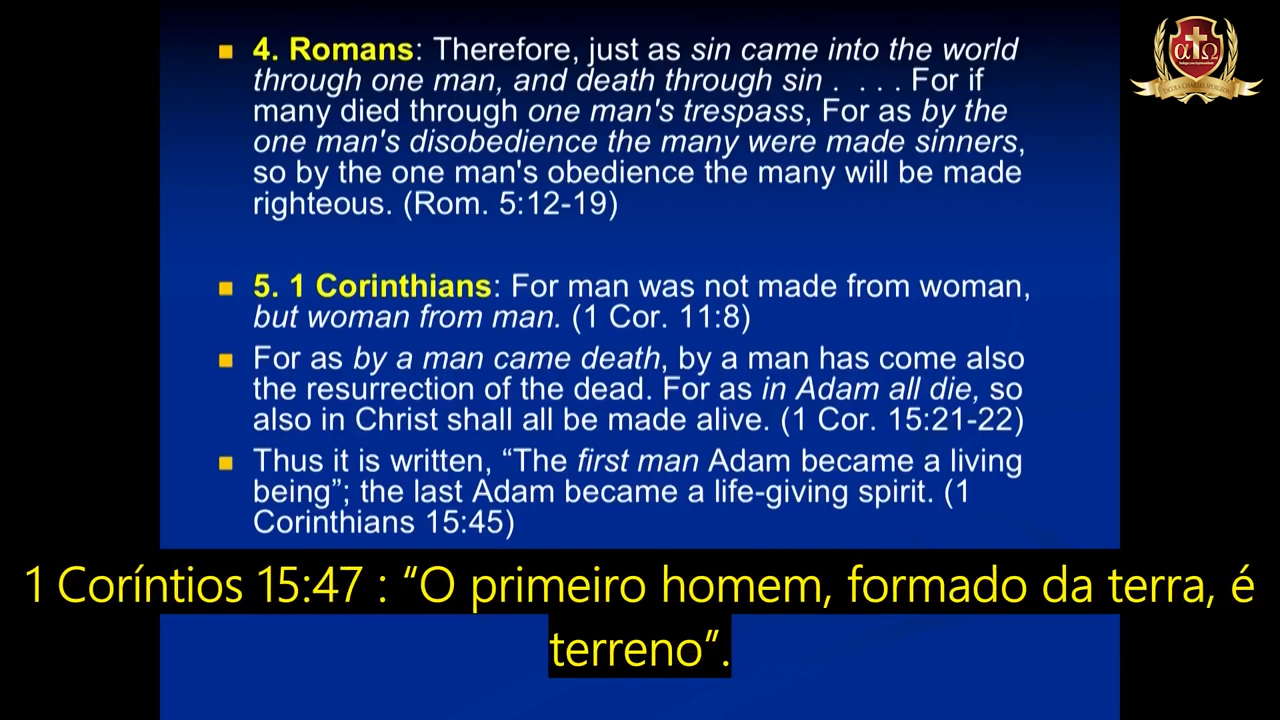 4. Romans: Therefore, just as sin came into the world
through one man, and death through sin . . . . For if
many died through one man's trespass, For as by the
one man's disobedience the many were made sinners,
so by the one man's obedience the many will be made
righteous. (Rom. 5:12-19)
5. 1 Corinthians: For man was not made from woman,
but woman from man. (1 Cor. 11:8)
For as by a man came death, by a man has come also
the resurrection of the dead. For as in Adam all die, so
also in Christ shall all be made alive. (1 Cor. 15:21-22)
Thus it is written, “The first man Adam became a living
being”; the last Adam became a life-giving spirit. (1
Corinthians 15:45)
1 Coríntios 15:47 : “O primeiro homem, formado da terra, é
terreno”.
α Ω
ESCOLA CHARLES SPURGEON